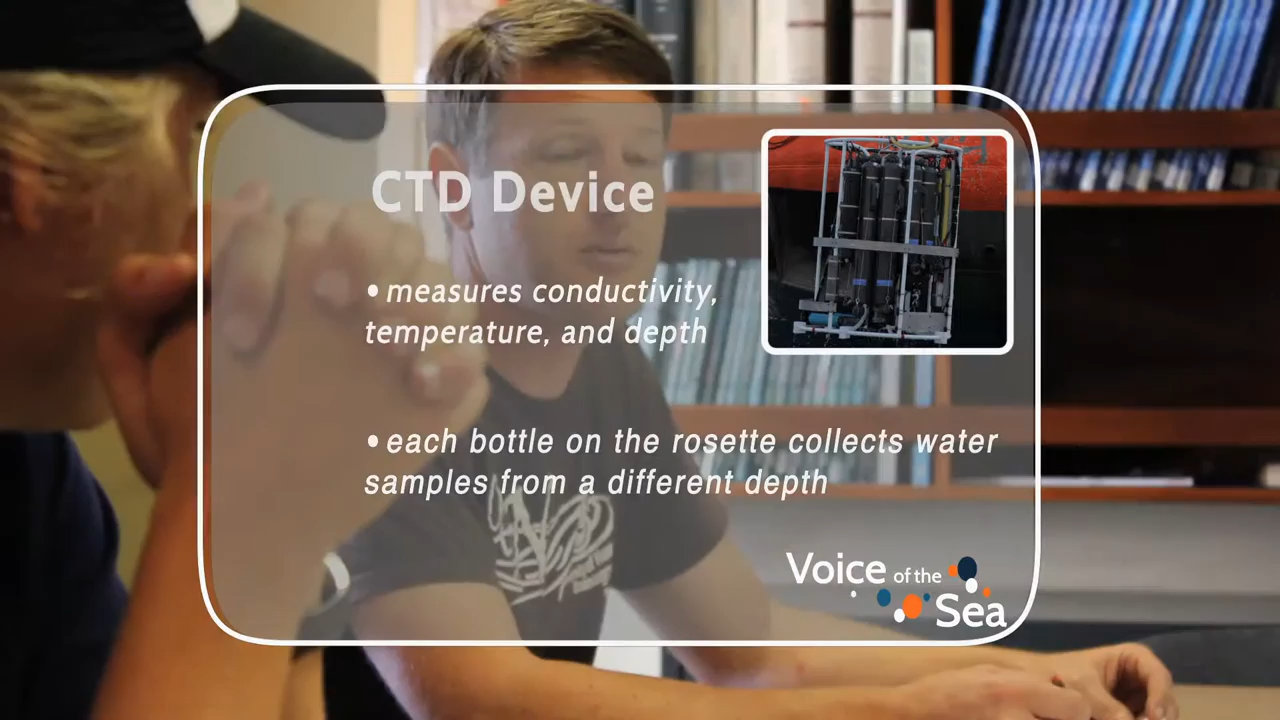 CTD Device
• measures conductivity,
temperature, and depth
• each bottle on the rosette collects water
samples from a different depth
Voice of the
Sea